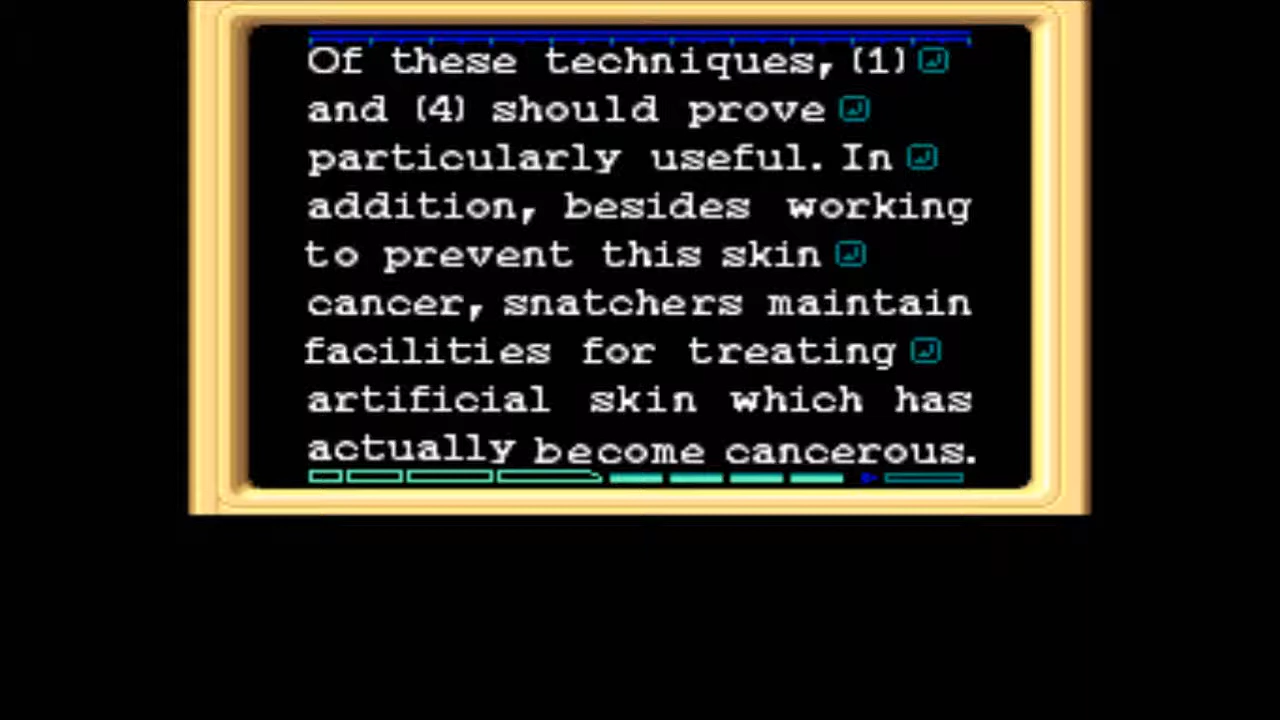 Of these techniques, (1)
and (4) should prove
particularly useful. In
addition, besides working
to prevent this skin
cancer, snatchers maintain
facilities for treating
artificial skin which has
actually become cancerous.